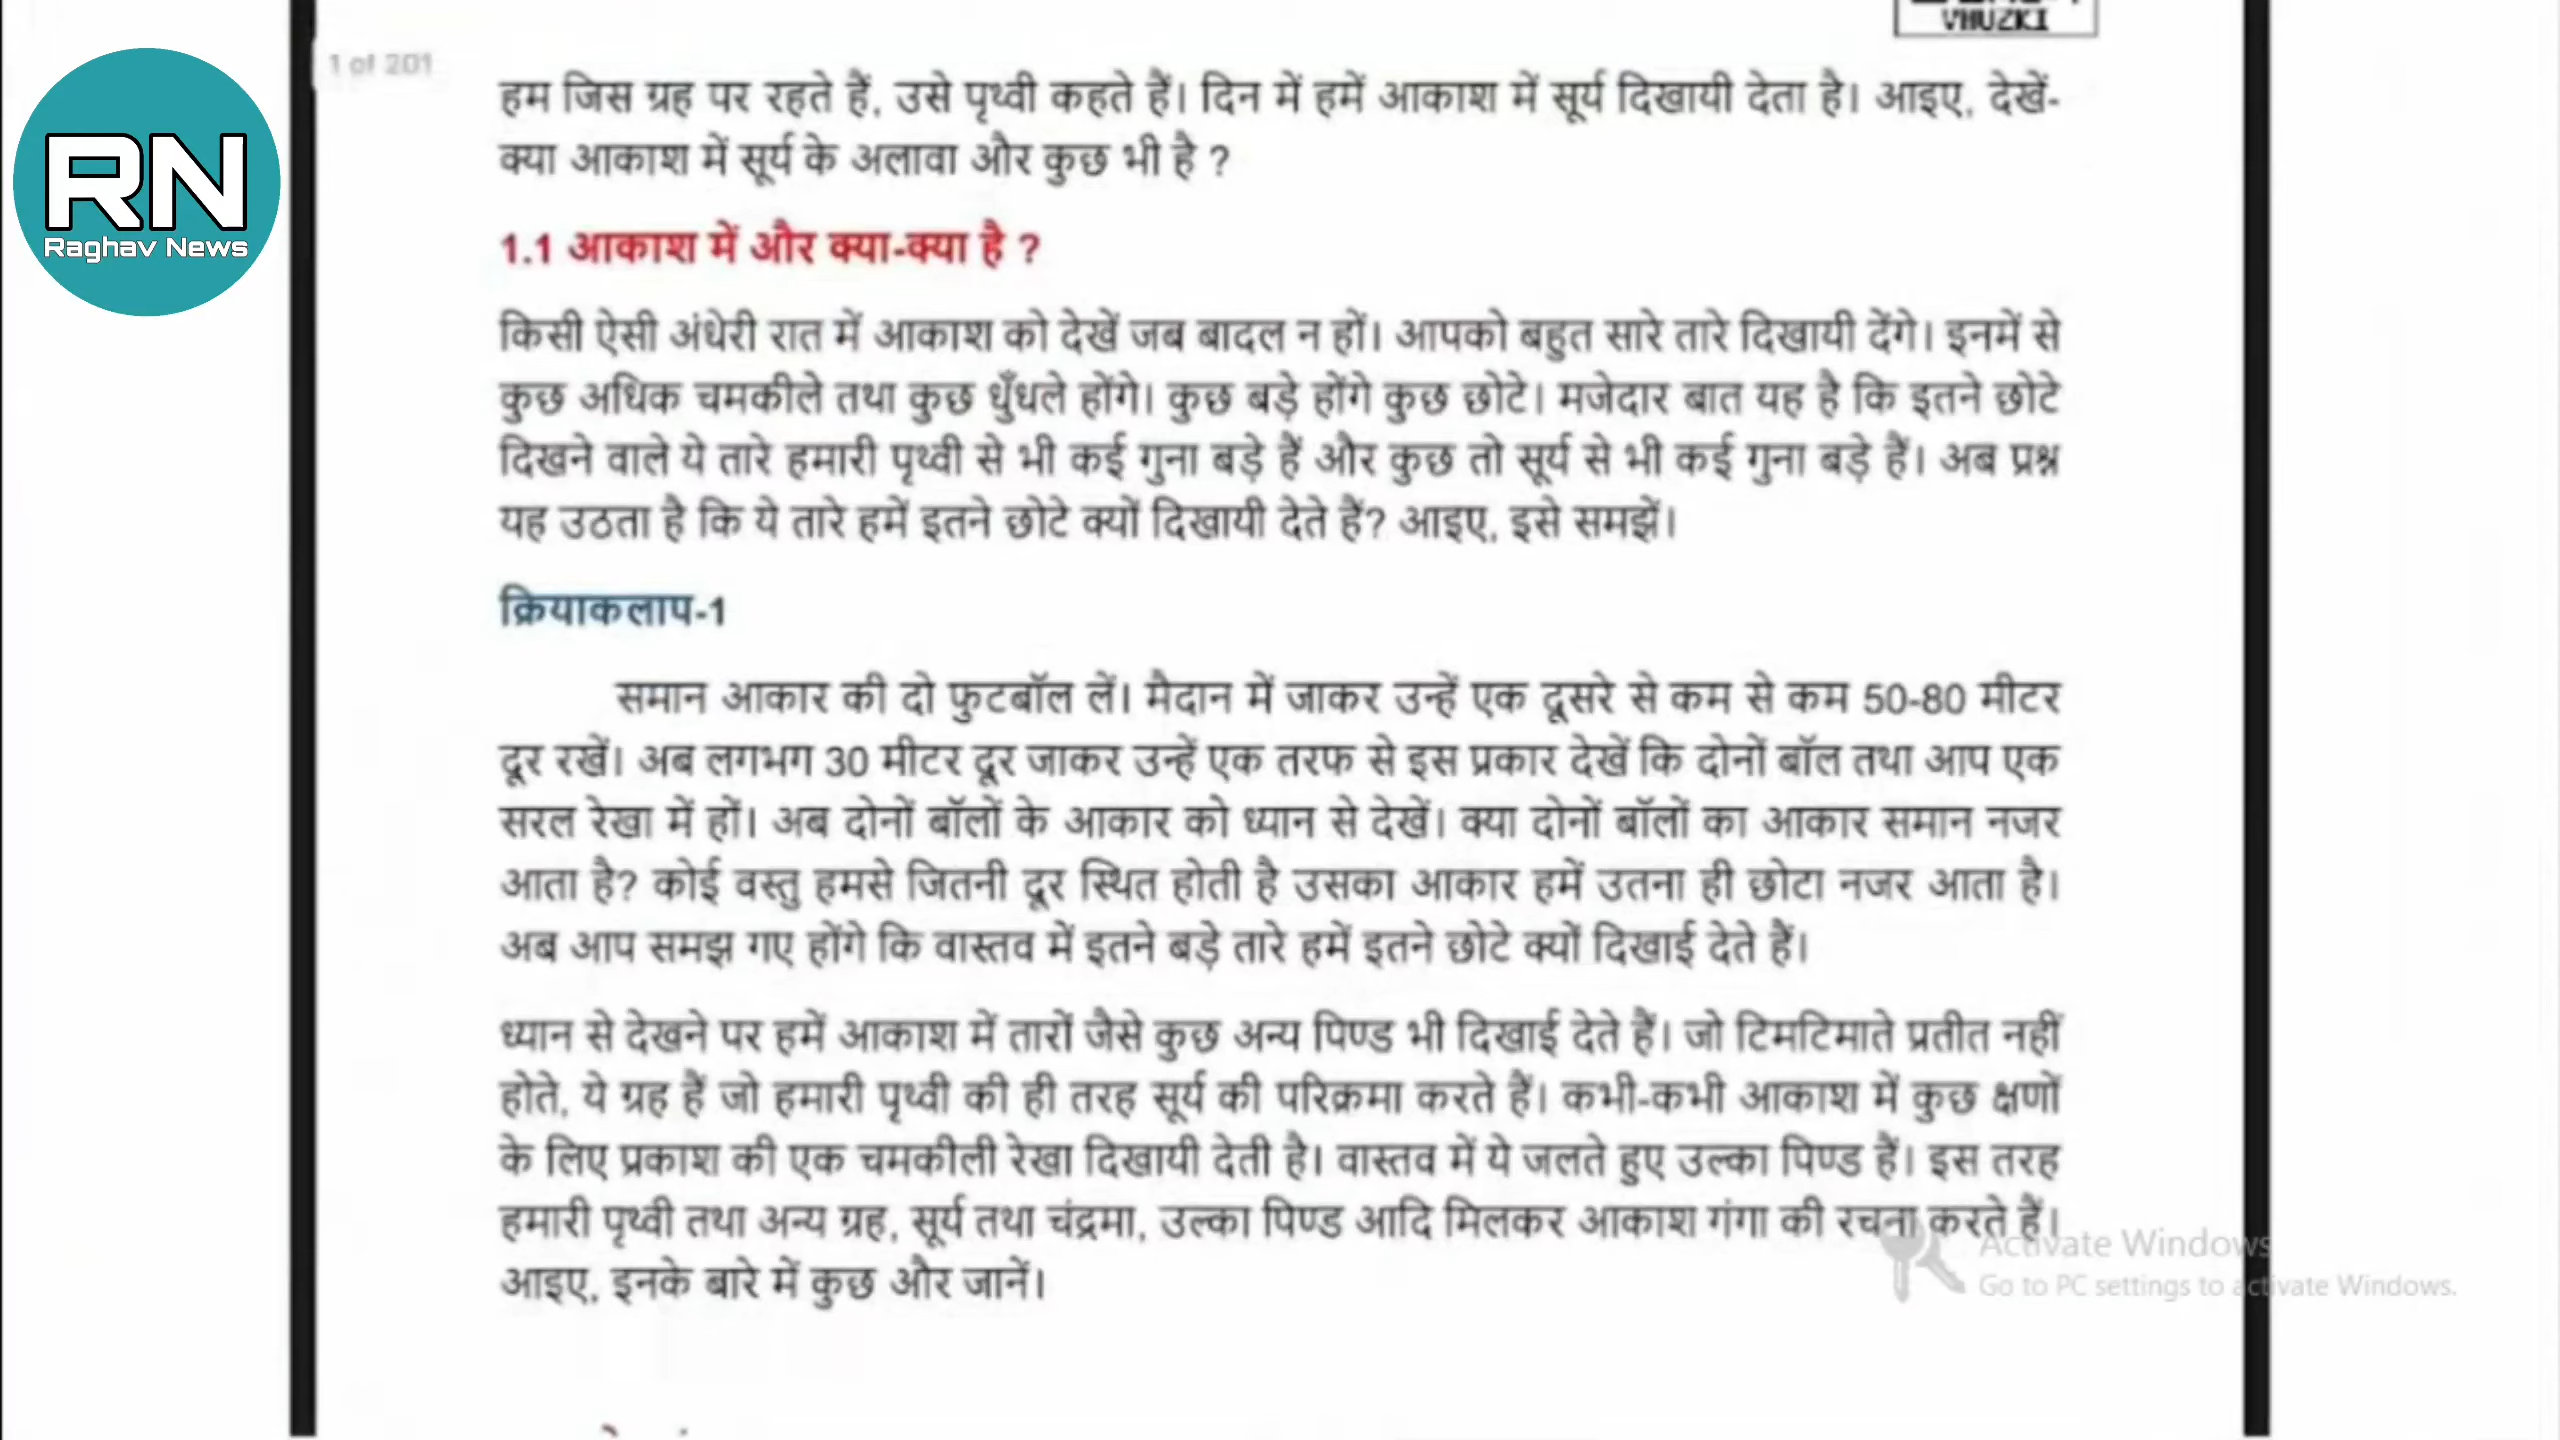 VHUZKI
1 of 201
RN
Raghav News
हम जिस ग्रह पर रहते हैं, उसे पृथ्वी कहते हैं। दिन में हमें आकाश में सूर्य दिखायी देता है। आइए, देखें-
क्या आकाश में सूर्य के अलावा और कुछ भी है ?
1.1 आकाश में और क्या-क्या है ?
किसी ऐसी अंधेरी रात में आकाश को देखें जब बादल न हों। आपको बहुत सारे तारे दिखायी देंगे। इनमें से
कुछ अधिक चमकीले तथा कुछ धुँधले होंगे। कुछ बड़े होंगे कुछ छोटे। मजेदार बात यह है कि इतने छोटे
दिखने वाले ये तारे हमारी पृथ्वी से भी कई गुना बड़े हैं और कुछ तो सूर्य से भी कई गुना बड़े हैं। अब प्रश्न
यह उठता है कि ये तारे हमें इतने छोटे क्यों दिखायी देते हैं? आइए, इसे समझें।
क्रियाकलाप-1
समान आकार की दो फुटबॉल लें। मैदान में जाकर उन्हें एक दूसरे से कम से कम 50-80 मीटर
दूर रखें। अब लगभग 30 मीटर दूर जाकर उन्हें एक तरफ से इस प्रकार देखें कि दोनों बॉल तथा आप एक
सरल रेखा में हों। अब दोनों बॉलों के आकार को ध्यान से देखें। क्या दोनों बॉलों का आकार समान नजर
आता है? कोई वस्तु हमसे जितनी दूर स्थित होती है उसका आकार हमें उतना ही छोटा नजर आता है।
अब आप समझ गए होंगे कि वास्तव में इतने बड़े तारे हमें इतने छोटे क्यों दिखाई देते हैं।
ध्यान से देखने पर हमें आकाश में तारों जैसे कुछ अन्य पिण्ड भी दिखाई देते हैं। जो टिमटिमाते प्रतीत नहीं
होते, ये ग्रह हैं जो हमारी पृथ्वी की ही तरह सूर्य की परिक्रमा करते हैं। कभी-कभी आकाश में कुछ क्षणों
के लिए प्रकाश की एक चमकीली रेखा दिखायी देती है। वास्तव में ये जलते हुए उल्का पिण्ड हैं। इस तरह
हमारी पृथ्वी तथा अन्य ग्रह, सूर्य तथा चंद्रमा, उल्का पिण्ड आदि मिलकर आकाश गंगा की रचना करते हैं।
आइए, इनके बारे में कुछ और जानें।
Activate Windows
Go to PC settings to activate Windows.